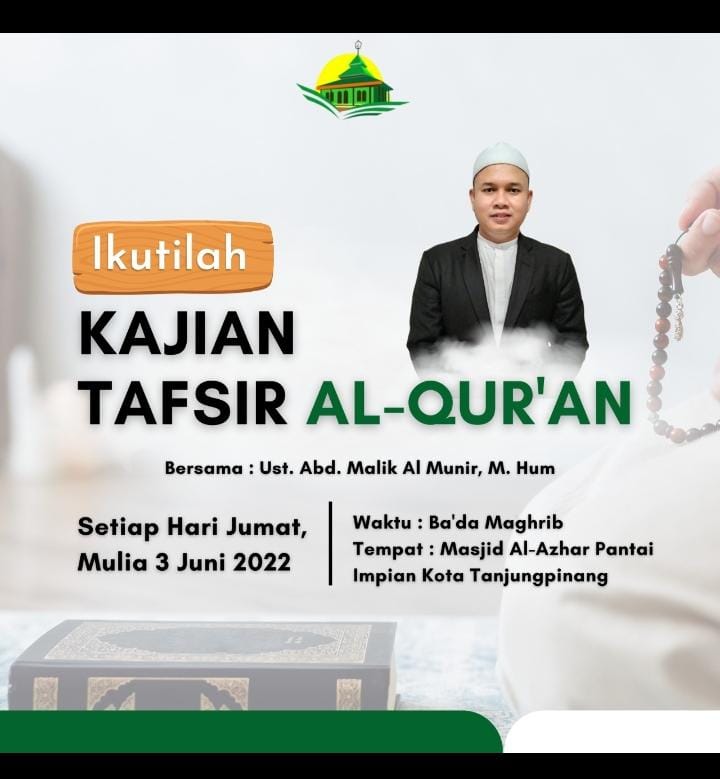 Ikutilah
KAJIAN
TAFSIR AL-QUR'AN
Bersama : Ust. Abd. Malik Al Munir, M. Hum
Setiap Hari Jumat,
Mulia 3 Juni 2022
Waktu : Ba'da Maghrib
Tempat : Masjid Al-Azhar Pantai
Impian Kota Tanjungpinang